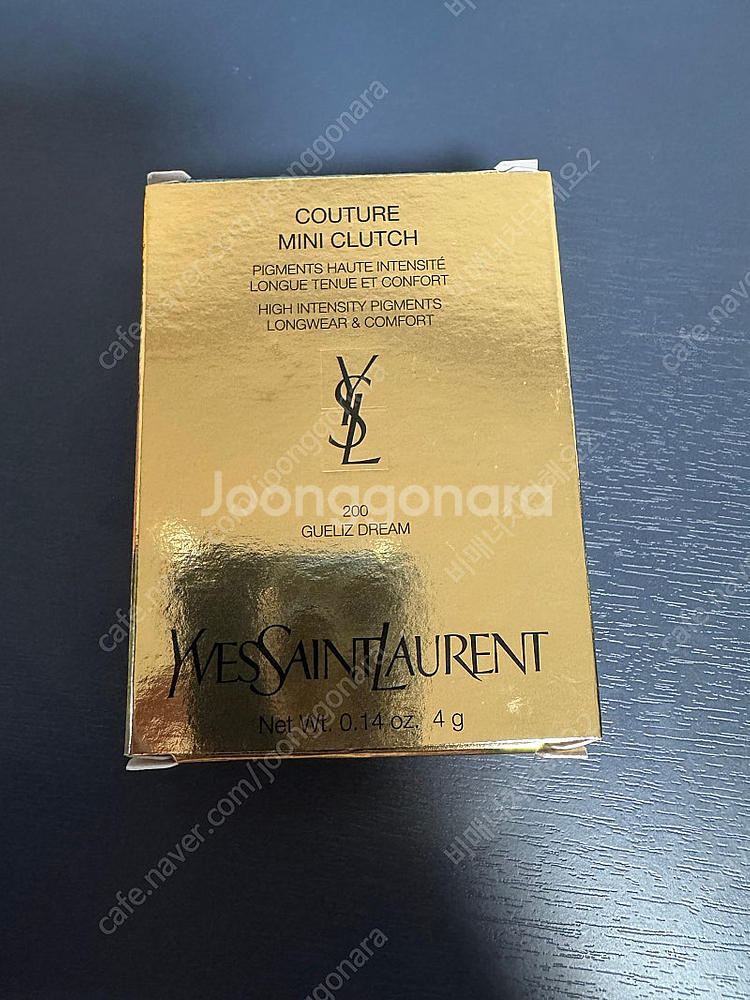 COUTURE
MINI CLUTCH
PIGMENTS HAUTE INTENSITÉ
LONGUE TENUE ET CONFORT
HIGH INTENSITY PIGMENTS
LONGWEAR & COMFORT
YSL
Joonggonara
200
GUELIZ DREAM
YVESSAINTLAURENT
Net Wt. 0.14 oz. 4 g
cafe.naver.com/joonggonara